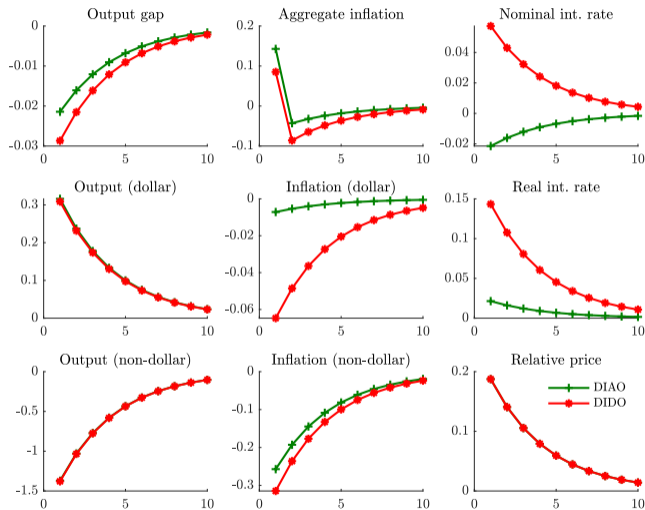 Output gap
0
-0.01
-0.02
-0.03
0 5 10
Aggregate inflation
0.2
0.1
0
-0.1
0 5 10
Nominal int. rate
0.04
0.02
0
-0.02
0 5 10
Output (dollar)
0.3
0.2
0.1
0
0 5 10
Inflation (dollar)
0
-0.02
-0.04
-0.06
0 5 10
Real int. rate
0.15
0.1
0.05
0
0 5 10
Output (non-dollar)
0
-0.5
-1
-1.5
0 5 10
Inflation (non-dollar)
0
-0.1
-0.2
-0.3
0 5 10
Relative price
0.2
0.1
0
0 5 10
DIAO
DIDO